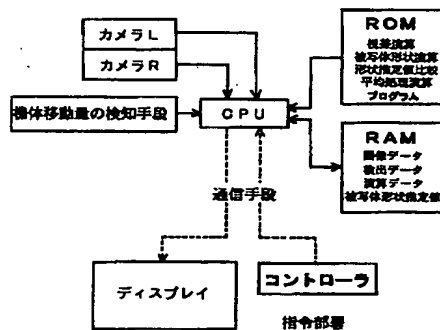 カメラL
カメラR
機体移動量の検知手段
CPU
ROM
視差演算
被写体形状演算
形状推定値比較
平均処理演算
プログラム
RAM
画像データ
検出データ
演算データ
被写体形状推定値
通信手段
ディスプレイ
コントローラ
指令部署